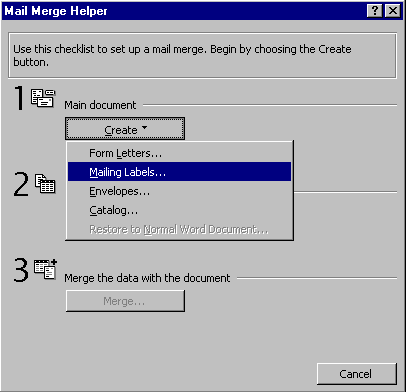 Mail Merge Helper
Use this checklist to set up a mail merge. Begin by choosing the Create
button.
1
Main document
Create
Form Letters...
Mailing Labels...
2
Envelopes...
Catalog...
Restore to Normal Word Document...
3
Merge the data with the document
Merge...
Cancel